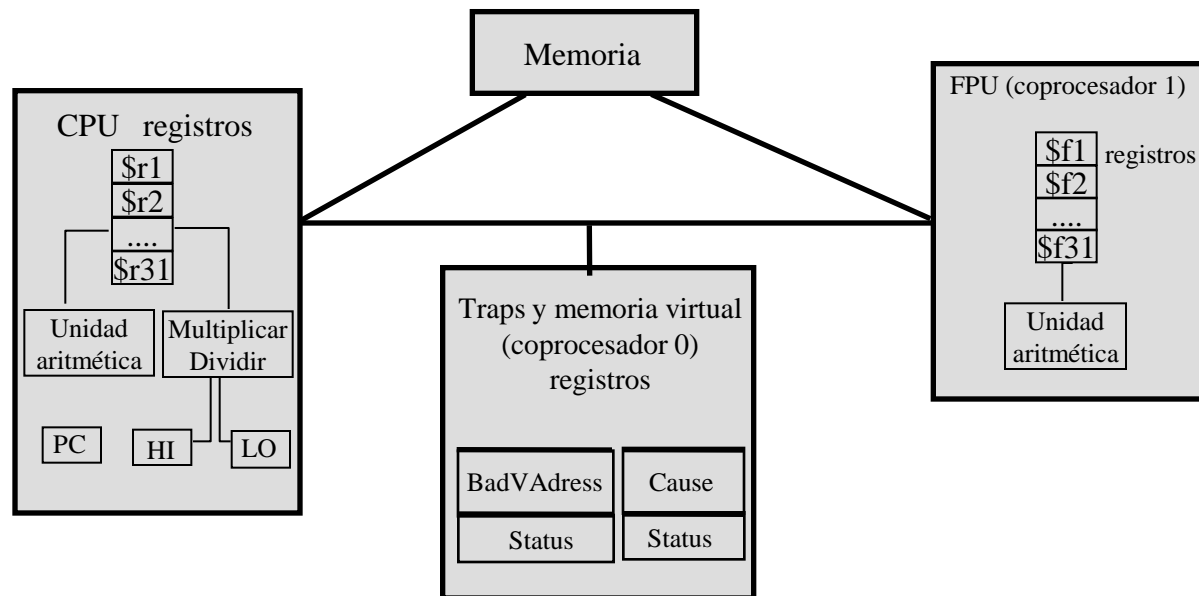 Memoria
CPU registros
$r1
$r2
....
$r31
Unidad
aritmética
Multiplicar
Dividir
PC
HI
LO
Traps y memoria virtual
(coprocesador 0)
registros
BadVAdress
Cause
Status
Status
FPU (coprocesador 1)
$f1
registros
$f2
....
$f31
Unidad
aritmética